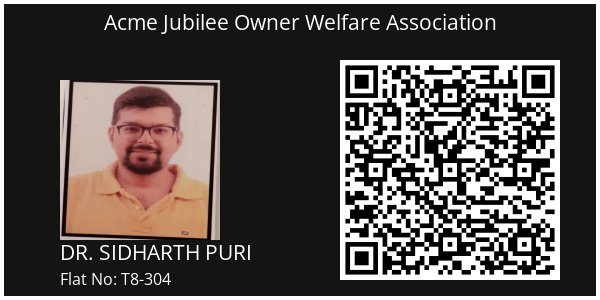 Acme Jubilee Owner Welfare Association
DR. SIDHARTH PURI
Flat No: T8-304